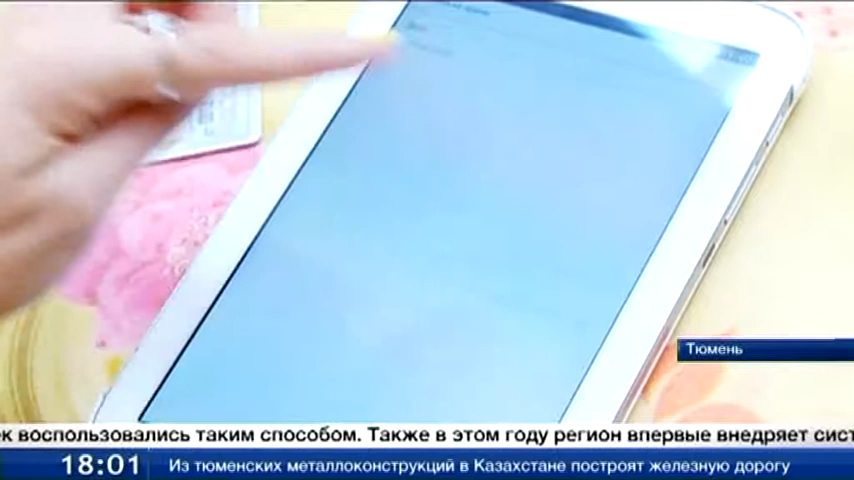 Тюмень
ек воспользовались таким способом. Также в этом году регион впервые внедряет сист
18:01 Из тюменских металлоконструкций в Казахстане построят железную дорогу